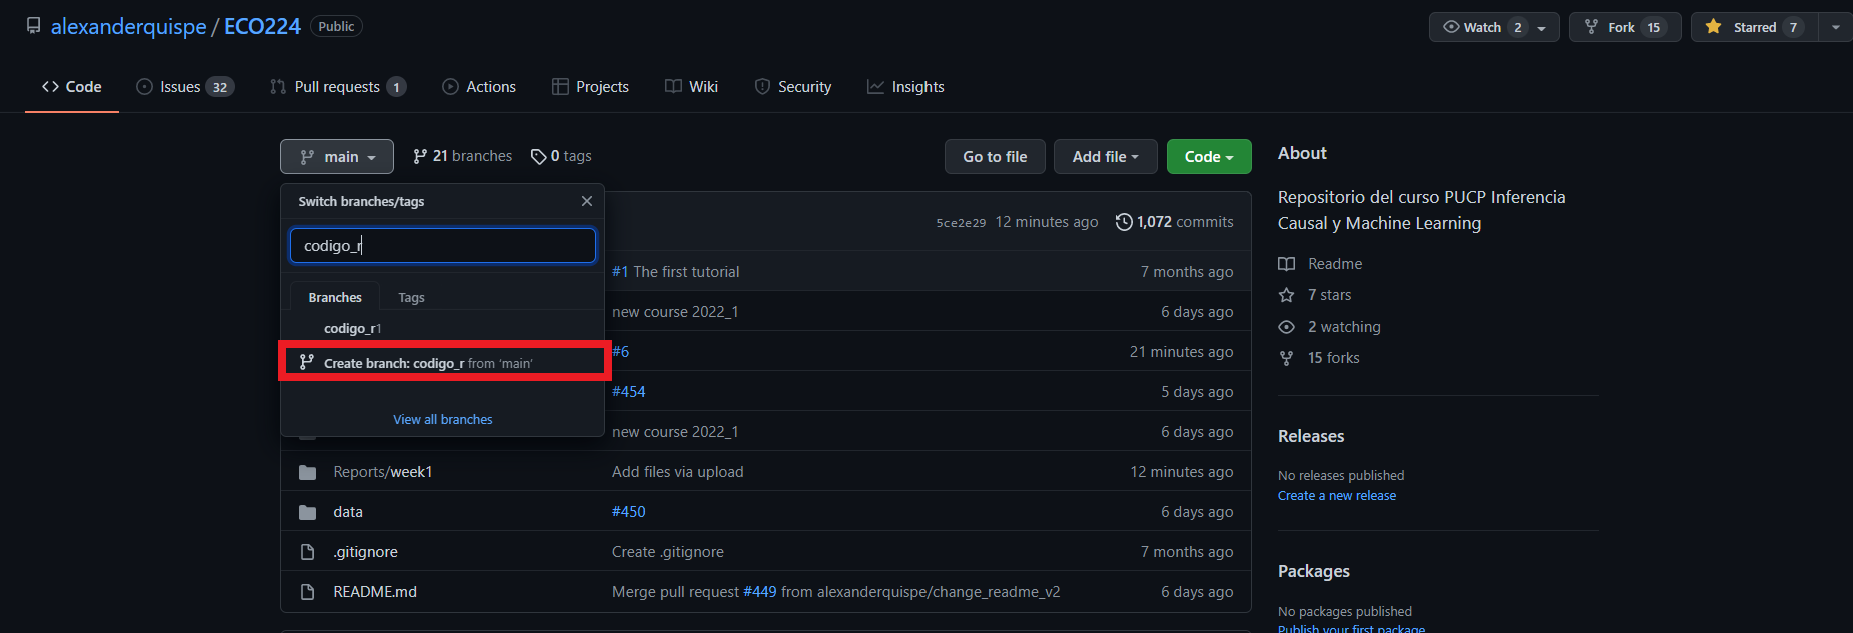 alexanderquispe / ECO224 Public
Watch 2 Fork 15 Starred 7
Code Issues 32 Pull requests 1 Actions Projects Wiki Security Insights
main 21 branches 0 tags Go to file Add file Code
Switch branches/tags
codigo_r
Branches Tags
codigo_r1
Create branch: codigo_r from ‘main’
View all branches
5ce2e29 12 minutes ago 1,072 commits
#1 The first tutorial 7 months ago
new course 2022_1 6 days ago
#6 21 minutes ago
#454 5 days ago
new course 2022_1 6 days ago
Reports/week1 Add files via upload 12 minutes ago
data #450 6 days ago
.gitignore Create .gitignore 7 months ago
README.md Merge pull request #449 from alexanderquispe/change_readme_v2 6 days ago
About
Repositorio del curso PUCP Inferencia
Causal y Machine Learning
Readme
7 stars
2 watching
15 forks
Releases
No releases published
Create a new release
Packages
No packages published
Publish your first package